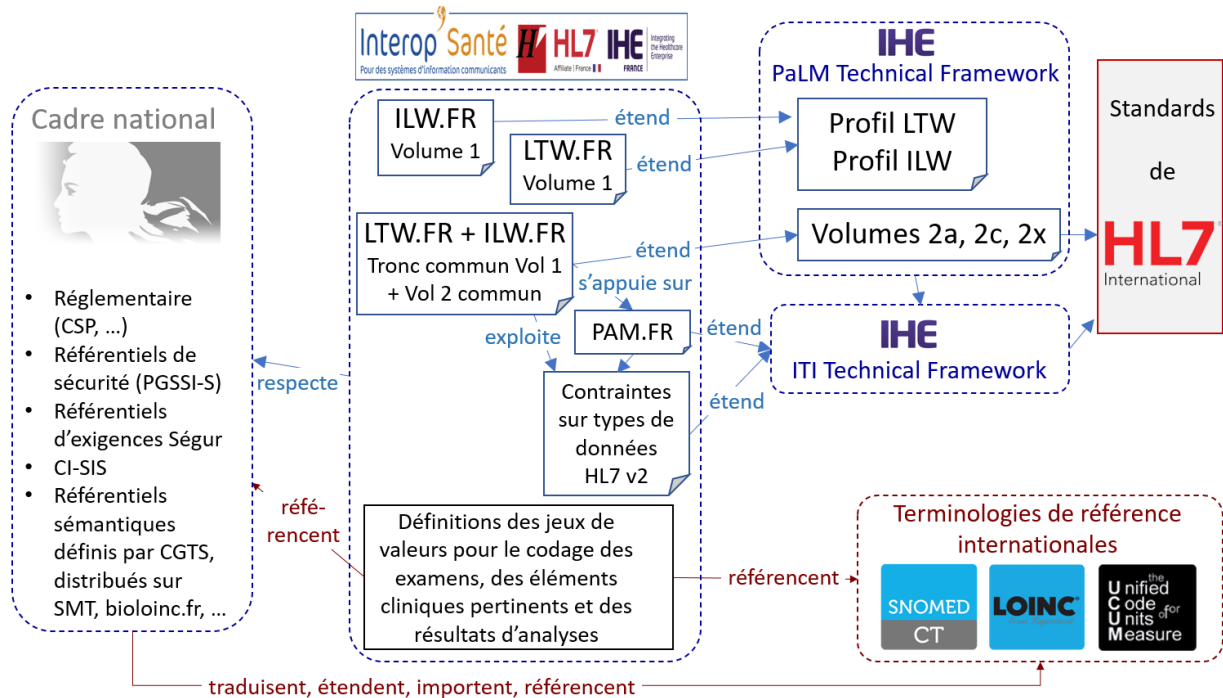 Interop'Santé
Pour des systèmes d'information communicants
H
HL7
Affiliate | France
IHE
FRANCE
Integrating
the Healthcare
Enterprise
Cadre national
• Réglementaire
(CSP, ...)
• Référentiels de
sécurité (PGSSI-S)
• Référentiels
d'exigences Ségur
• CI-SIS
• Référentiels
sémantiques
définis par CGTS,
distribués sur
SMT, bioloinc.fr, ...
respecte
réfé-
rencent
ILW.FR
Volume 1
étend
LTW.FR
Volume 1
étend
LTW.FR + ILW.FR
Tronc commun Vol 1
+ Vol 2 commun
étend
s'appuie sur
exploite
PAM.FR
étend
Contraintes
sur types de
données
HL7 v2
étend
Définitions des jeux de
valeurs pour le codage des
examens, des éléments
cliniques pertinents et des
résultats d'analyses
référencent
IHE
PaLM Technical Framework
Profil LTW
Profil ILW
Volumes 2a, 2c, 2x
IHE
ITI Technical Framework
Standards
de
HL7
International
Terminologies de référence
internationales
SNOMED
CT
LOINC
the
Unified
Code of for
Units
Measure
traduisent, étendent, importent, référencent